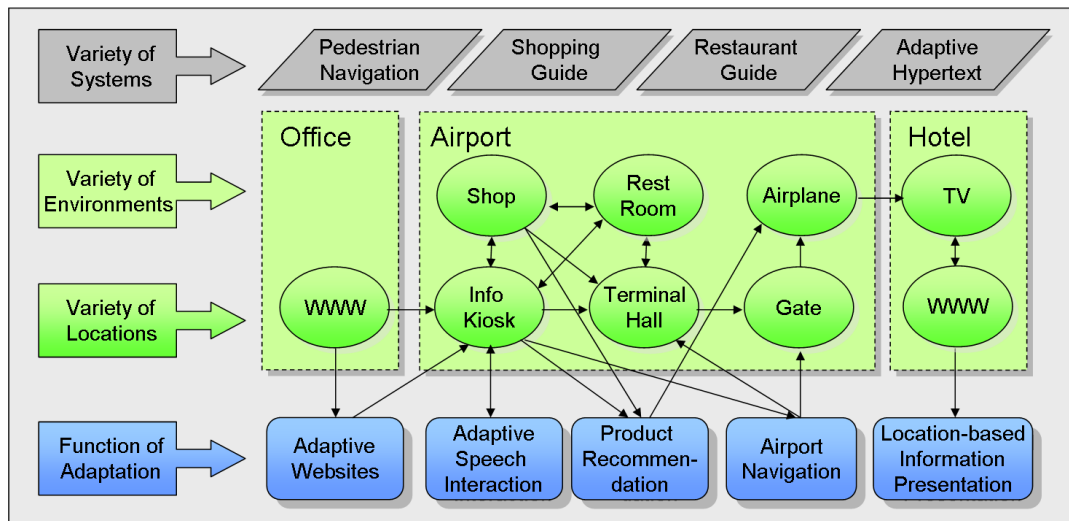 Variety of
Systems
Pedestrian
Navigation
Shopping
Guide
Restaurant
Guide
Adaptive
Hypertext
Office
Airport
Hotel
Variety of
Environments
Shop
Rest
Room
Airplane
TV
Variety of
Locations
WWW
Info
Kiosk
Terminal
Hall
Gate
WWW
Function of
Adaptation
Adaptive
Websites
Adaptive
Speech
Interaction
Product
Recommen-
dation
Airport
Navigation
Location-based
Information
Presentation